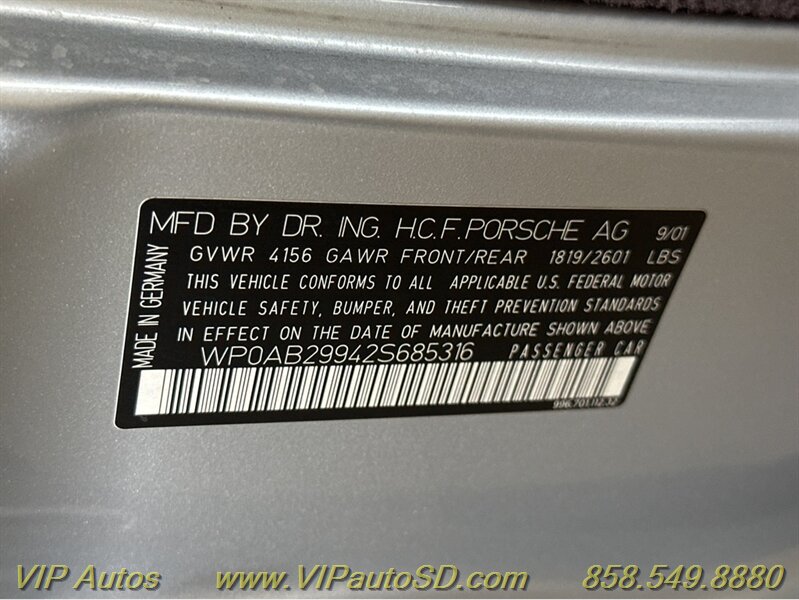 MFD BY DR. ING. H.C.F. PORSCHE AG 9/01
GVWR 4156 GAWR FRONT/REAR 1819/2601 LBS
THIS VEHICLE CONFORMS TO ALL APPLICABLE U.S. FEDERAL MOTOR
VEHICLE SAFETY, BUMPER, AND THEFT PREVENTION STANDARDS
IN EFFECT ON THE DATE OF MANUFACTURE SHOWN ABOVE
WP0AB29942S685316 PASSENGER CAR
996.701.112.32
MADE IN GERMANY
VIP Autos www.VIPautoSD.com 858.549.8880